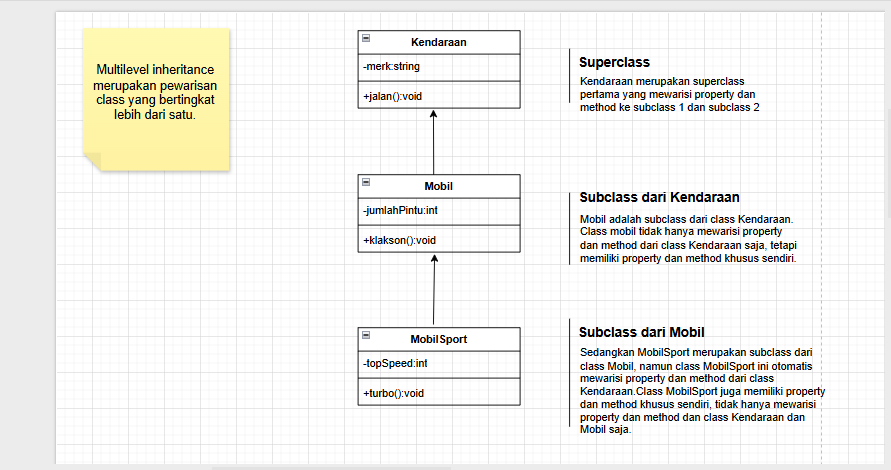 Multilevel inheritance
merupakan pewarisan
class yang bertingkat
lebih dari satu.
Kendaraan
-merk:string
+jalan():void
Superclass
Kendaraan merupakan superclass
pertama yang mewarisi property dan
method ke subclass 1 dan subclass 2
Mobil
-jumlahPintu:int
+klakson():void
Subclass dari Kendaraan
Mobil adalah subclass dari class Kendaraan.
Class mobil tidak hanya mewarisi property
dan method dari class Kendaraan saja, tetapi
memiliki property dan method khusus sendiri.
MobilSport
-topSpeed:int
+turbo():void
Subclass dari Mobil
Sedangkan MobilSport merupakan subclass dari
class Mobil, namun class MobilSport ini otomatis
mewarisi property dan method dari class
Kendaraan.Class MobilSport juga memiliki property
dan method khusus sendiri, tidak hanya mewarisi
property dan method dan class Kendaraan dan
Mobil saja.